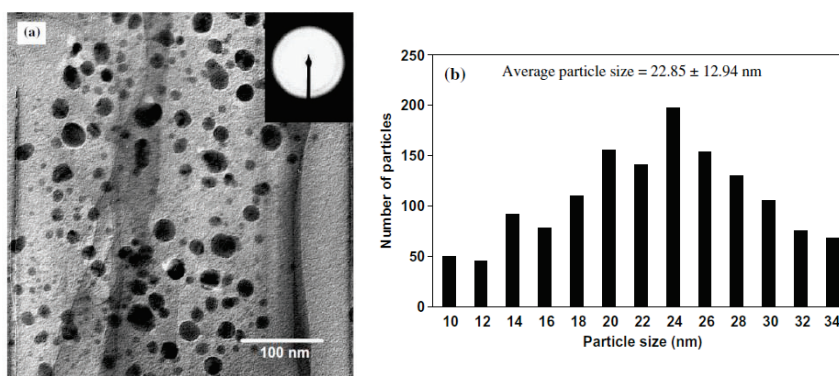 (a)
100 nm
(b)
Average particle size = 22.85 ± 12.94 nm
Number of particles
250
200
150
100
50
0
10 12 14 16 18 20 22 24 26 28 30 32 34
Particle size (nm)